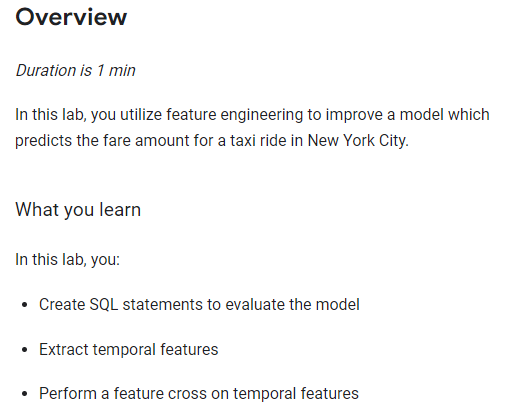 Overview
Duration is 1 min
In this lab, you utilize feature engineering to improve a model which
predicts the fare amount for a taxi ride in New York City.
What you learn
In this lab, you:
• Create SQL statements to evaluate the model
• Extract temporal features
• Perform a feature cross on temporal features